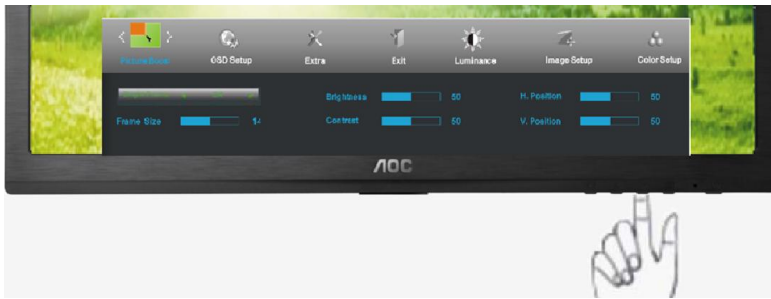 Picture Boost
OSD Setup
Extra
Exit
Luminance
Image Setup
Color Setup
Brightness 50 H. Position 50
Frame Size 14 Contrast 50 V. Position 50
AOC